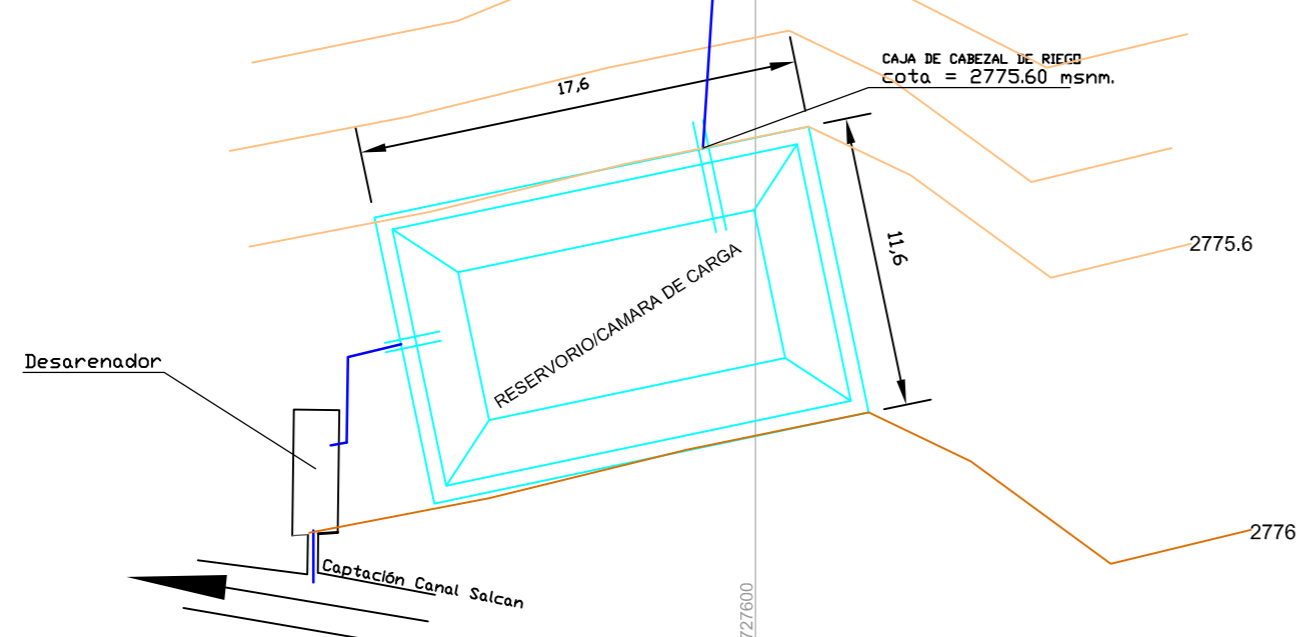 CAJA DE CABEZAL DE RIEGO
cota = 2775.60 msnm.
17,6
11,6
2775.6
RESERVORIO/CAMARA DE CARGA
Desarenador
2776
Captación Canal Salcan
727600